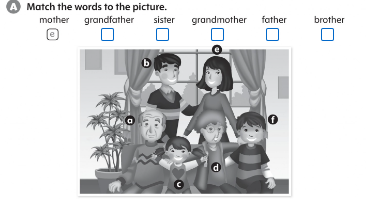 A Match the words to the picture.
mother grandfather sister grandmother father brother
e
e
b
a
f
d
c